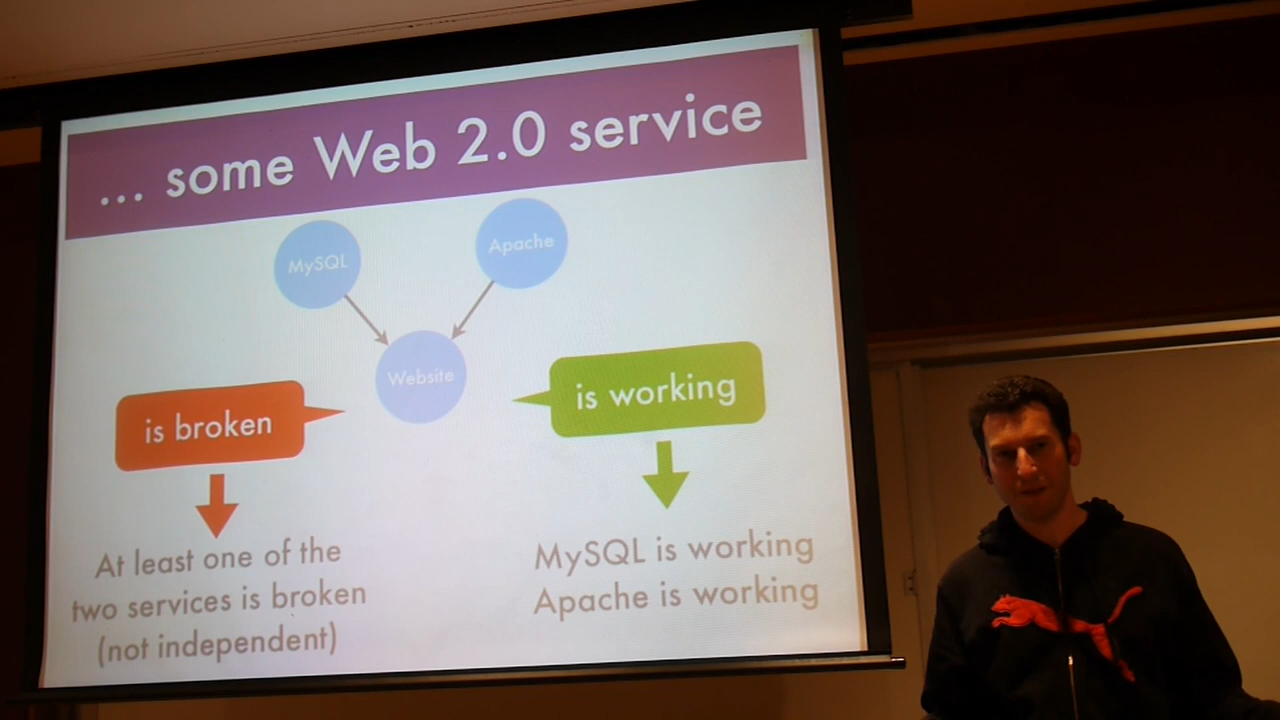 ... some Web 2.0 service
MySQL
Apache
Website
is broken
is working
At least one of the
two services is broken
(not independent)
MySQL is working
Apache is working